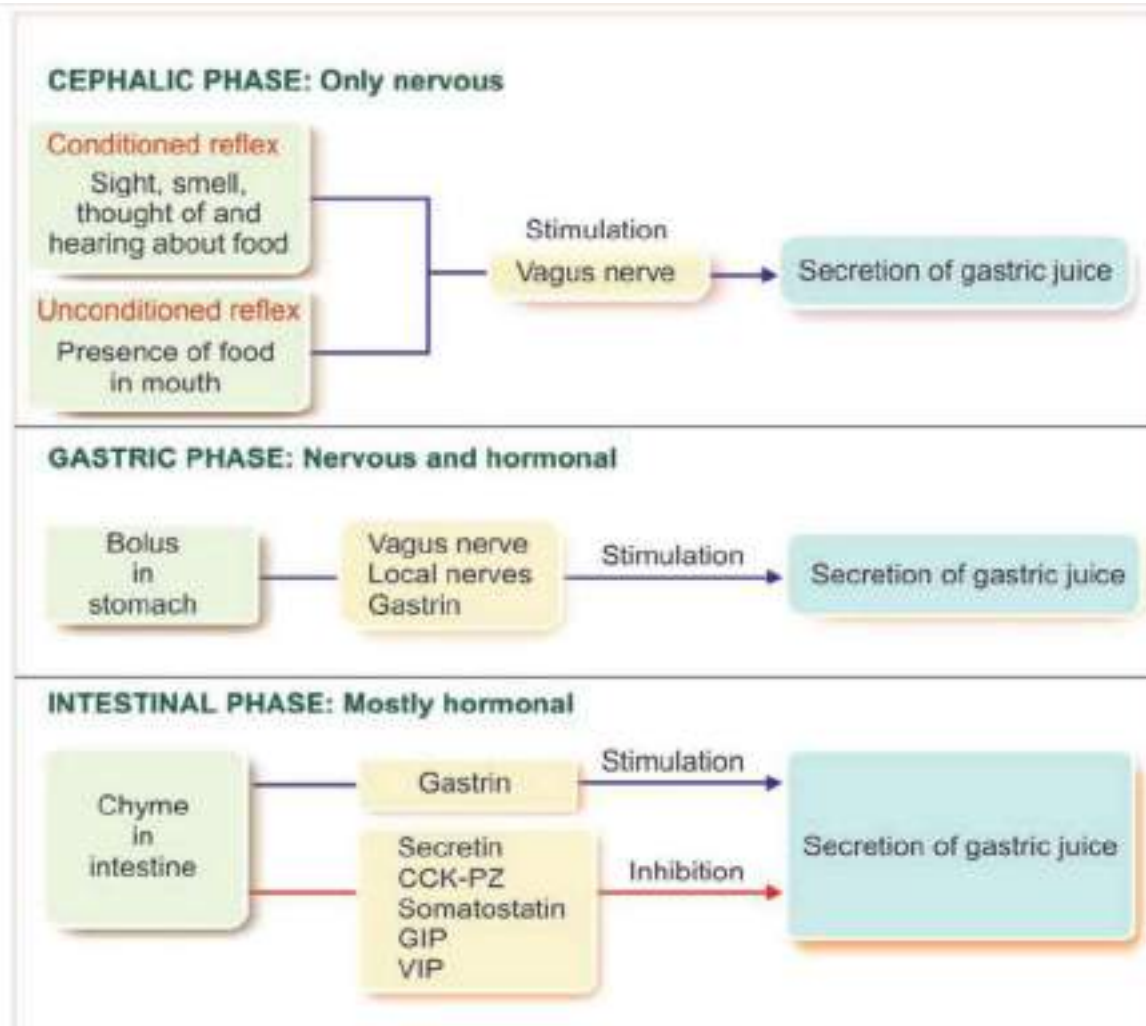 CEPHALIC PHASE: Only nervous
Conditioned reflex
Sight, smell,
thought of and
hearing about food
Unconditioned reflex
Presence of food
in mouth
Stimulation
Vagus nerve
Secretion of gastric juice
GASTRIC PHASE: Nervous and hormonal
Bolus
in
stomach
Vagus nerve
Local nerves
Gastrin
Stimulation
Secretion of gastric juice
INTESTINAL PHASE: Mostly hormonal
Chyme
in
intestine
Gastrin
Stimulation
Secretin
CCK-PZ
Somatostatin
GIP
VIP
Inhibition
Secretion of gastric juice